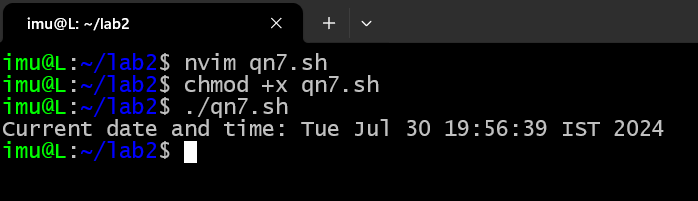 imu@L: ~/lab2
imu@L:~/lab2$ nvim qn7.sh
imu@L:~/lab2$ chmod +x qn7.sh
imu@L:~/lab2$ ./qn7.sh
Current date and time: Tue Jul 30 19:56:39 IST 2024
imu@L:~/lab2$